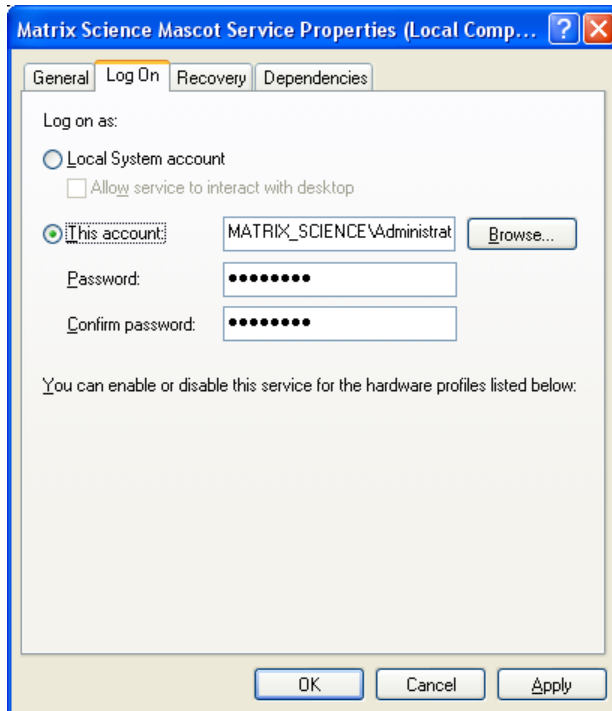 Matrix Science Mascot Service Properties (Local Comp...
General Log On Recovery Dependencies
Log on as:
Local System account
Allow service to interact with desktop
This account: MATRIX_SCIENCE\Administrat Browse...
Password: ●●●●●●●●
Confirm password: ●●●●●●●●
You can enable or disable this service for the hardware profiles listed below:
OK Cancel Apply